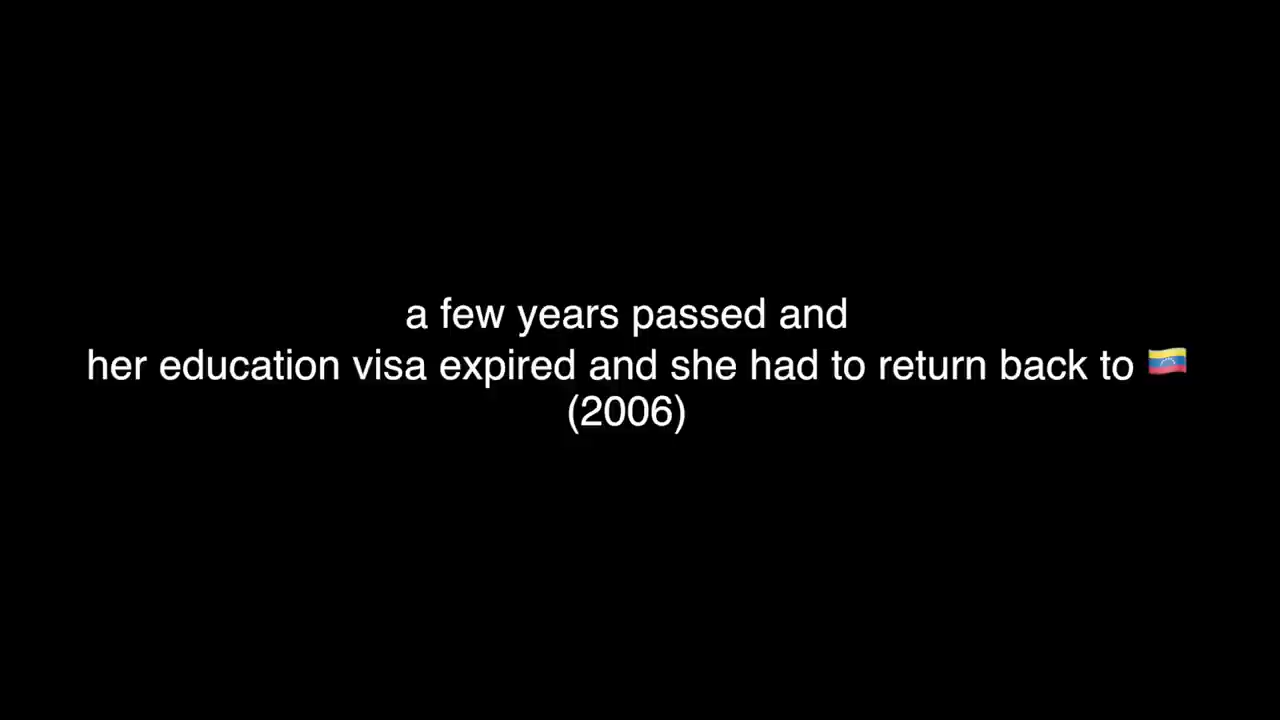 a few years passed and
her education visa expired and she had to return back to 🇻🇪
(2006)